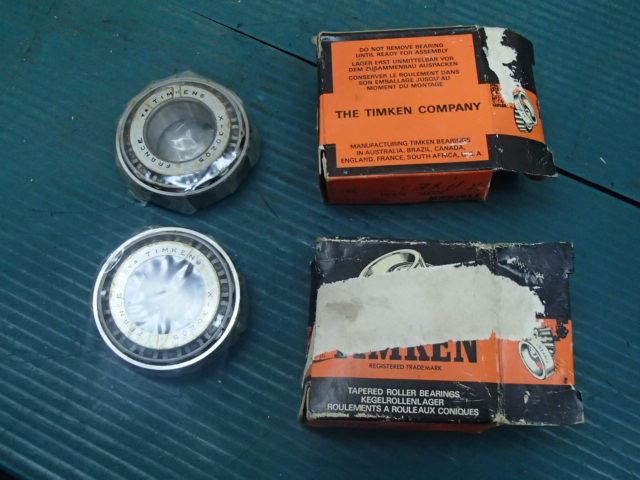 TIMKEN®
X-30205
FRANCE
TIMKEN®
X-30205
FRANCE
DO NOT REMOVE BEARING
UNTIL READY FOR ASSEMBLY
LAGER ERST UNMITTELBAR VOR
DEM ZUSAMMENBAU AUSPACKEN
CONSERVER LE ROULEMENT DANS
SON EMBALLAGE JUSQU'AU
MOMENT DU MONTAGE
THE TIMKEN COMPANY
MANUFACTURING TIMKEN BEARINGS
IN AUSTRALIA, BRAZIL, CANADA,
ENGLAND, FRANCE, SOUTH AFRICA, U.S.A.
TIMKEN
REGISTERED TRADEMARK
TAPERED ROLLER BEARINGS
KEGELROLLENLAGER
ROULEMENTS A ROULEAUX CONIQUES